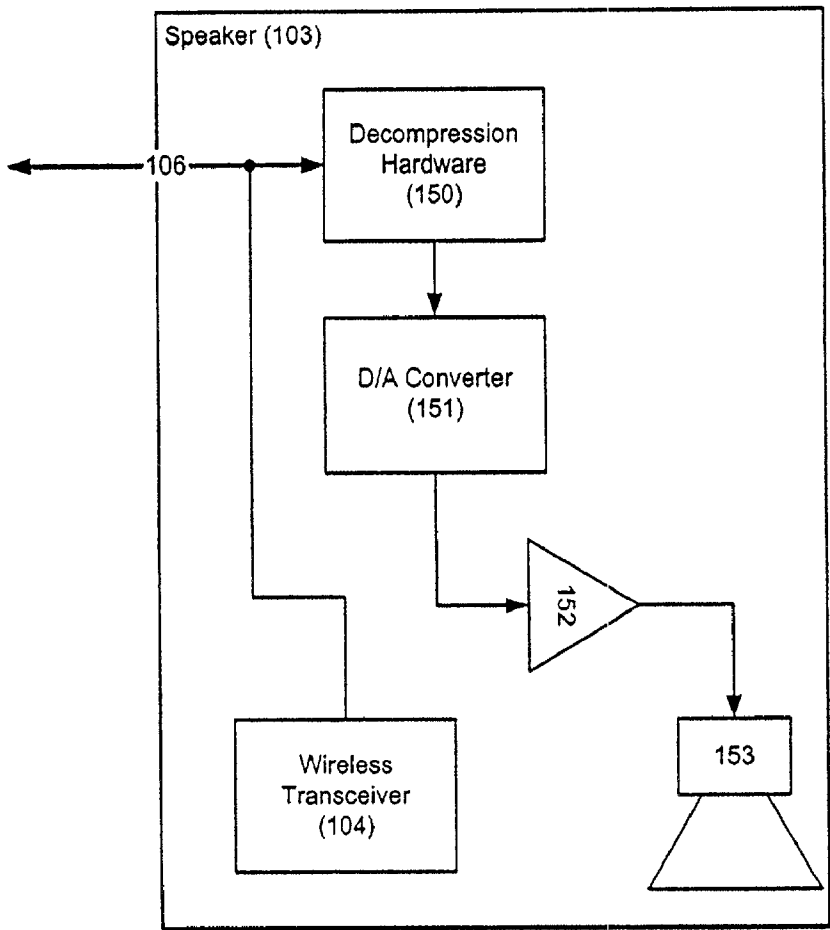 Speaker (103)
Decompression
Hardware
(150)
106
D/A Converter
(151)
152
153
Wireless
Transceiver
(104)